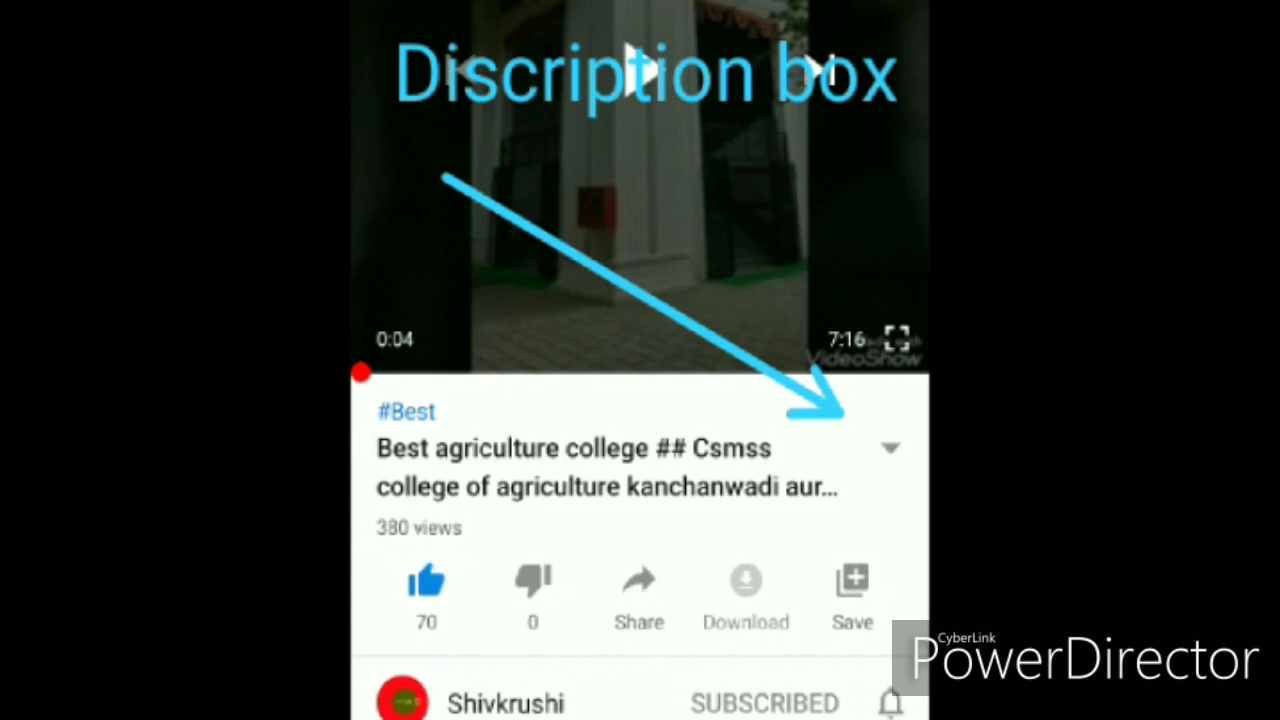 Discription box
0:04
7:16
VideoShow
#Best
Best agriculture college ## Csmss
college of agriculture kanchanwadi aur...
380 views
70
0
Share
Download
Save
CyberLink
PowerDirector
Shivkrushi
SUBSCRIBED